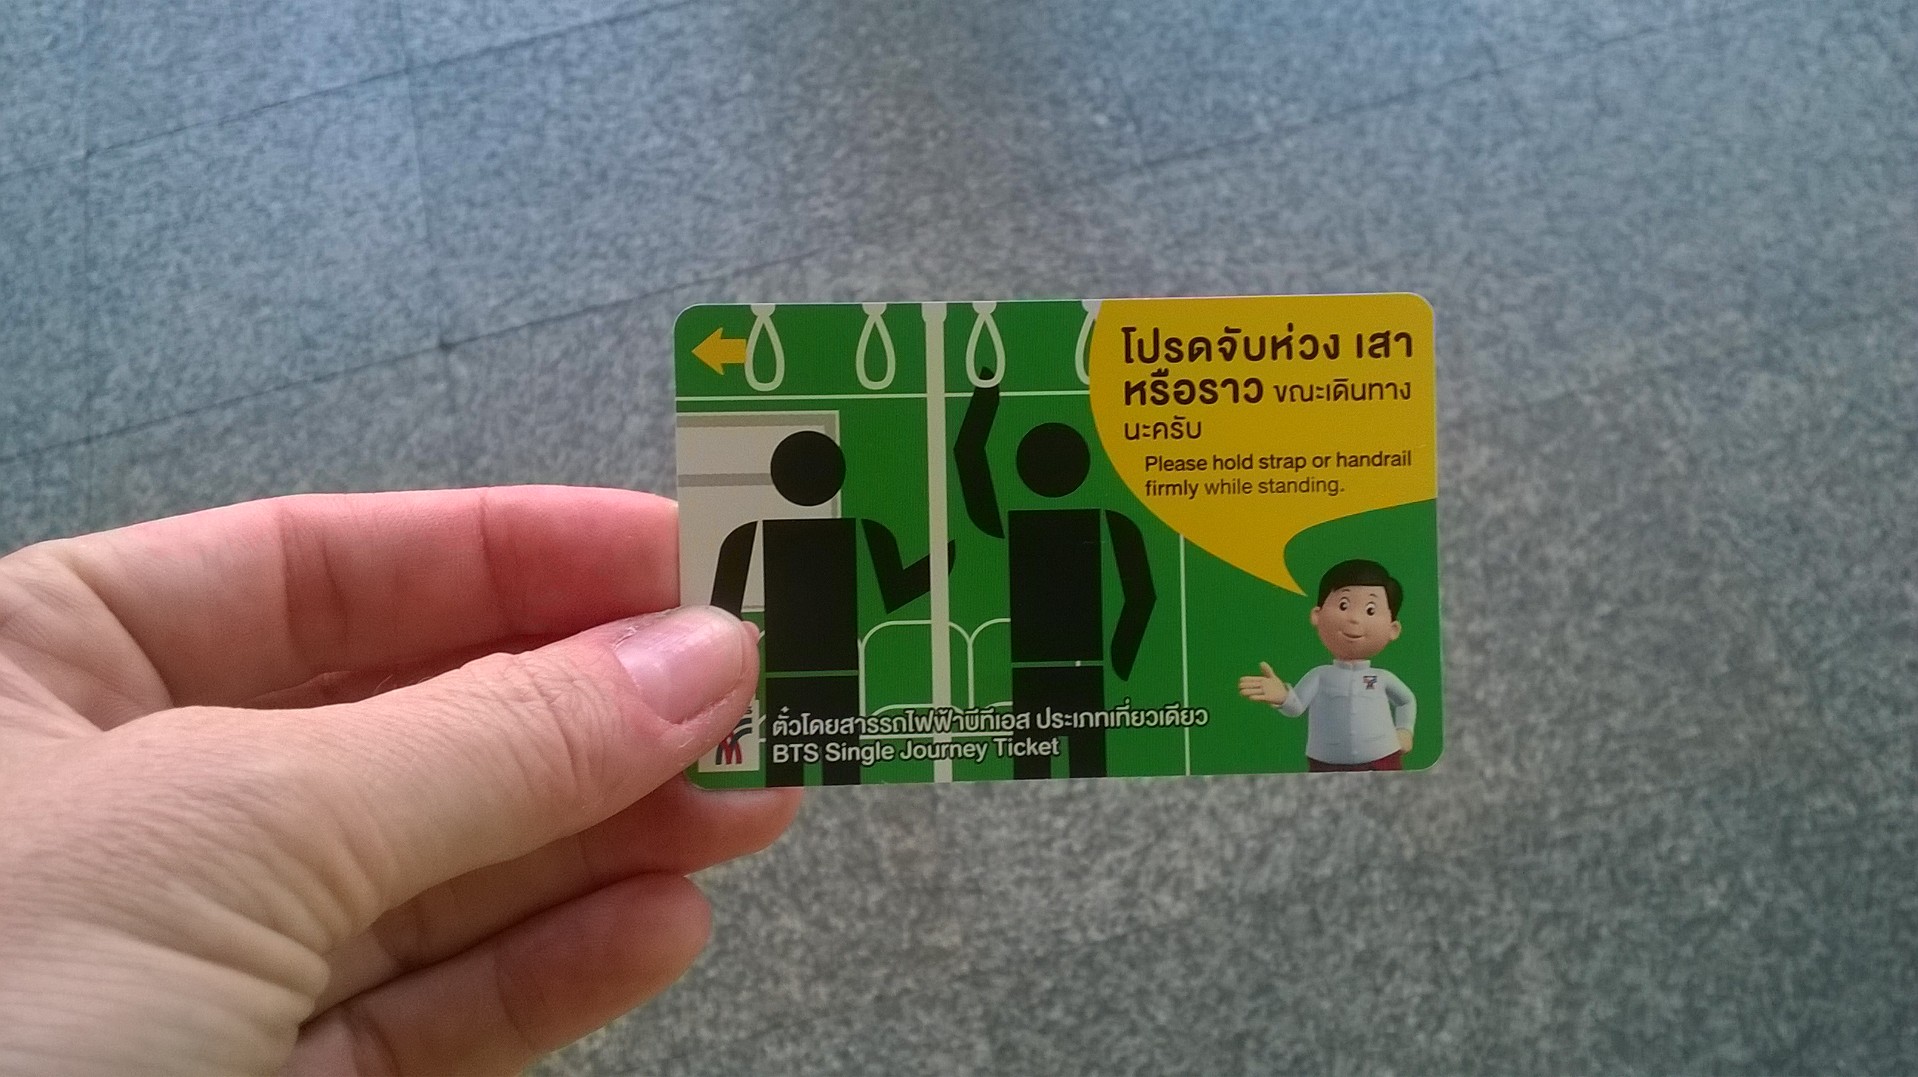 โปรดจับห่วง เสา
หรือราว ขณะเดินทาง
นะครับ
Please hold strap or handrail
firmly while standing.
ตั๋วโดยสารรถไฟฟ้าบีทีเอส ประเภทเที่ยวเดียว
BTS Single Journey Ticket